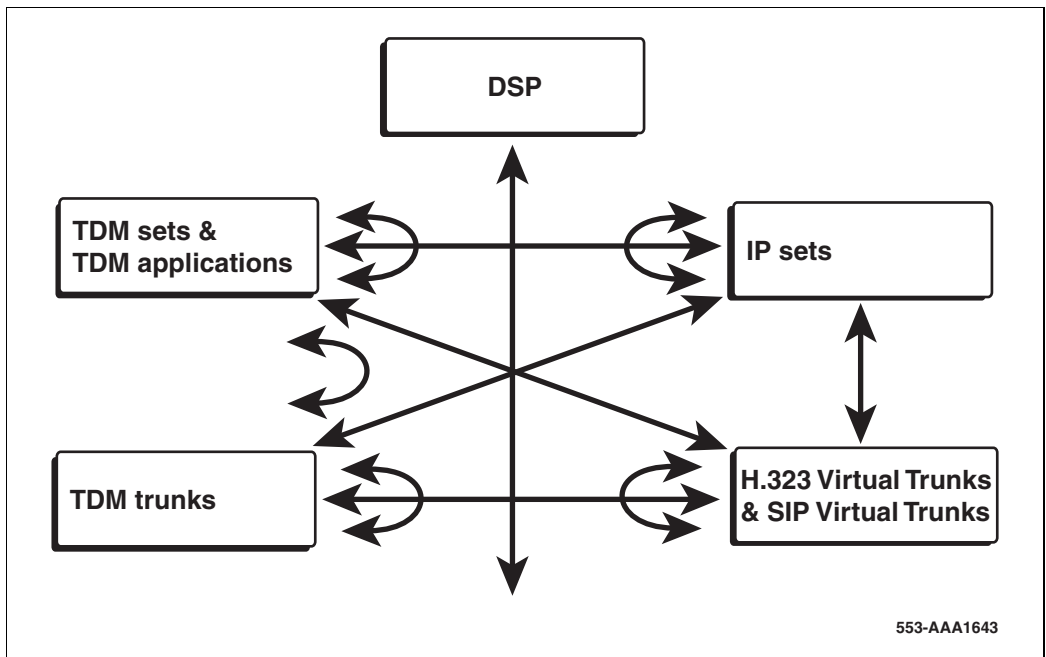 DSP
TDM sets &
TDM applications
IP sets
TDM trunks
H.323 Virtual Trunks
& SIP Virtual Trunks
553-AAA1643